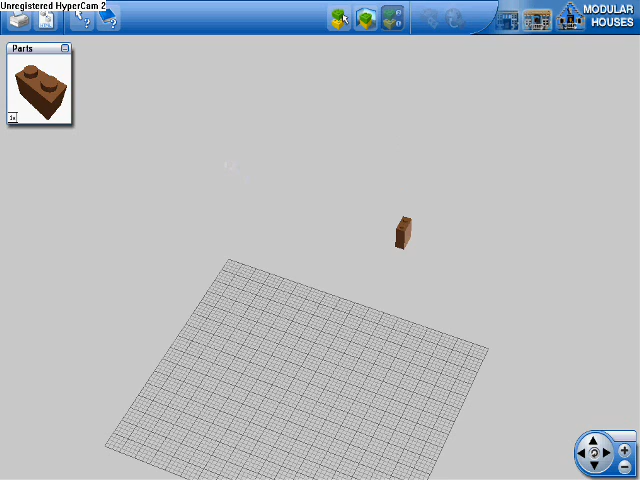 Unregistered HyperCam 2
MODULAR
HOUSES
Parts
1x